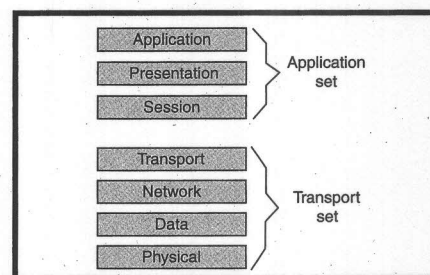 Application
Presentation
Session
Application
set
Transport
Network
Data
Physical
Transport
set